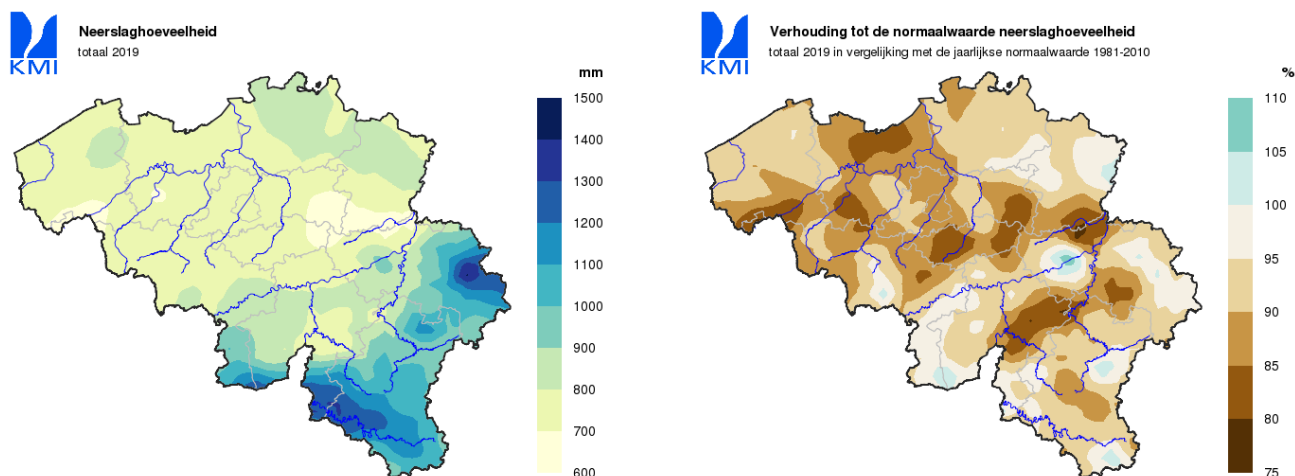 KMI
Neerslaghoeveelheid
totaal 2019
mm
1500
1400
1300
1200
1100
1000
900
800
700
600
KMI
Verhouding tot de normaalwaarde neerslaghoeveelheid
totaal 2019 in vergelijking met de jaarlijkse normaalwaarde 1981-2010
%
110
105
100
95
90
85
80
75